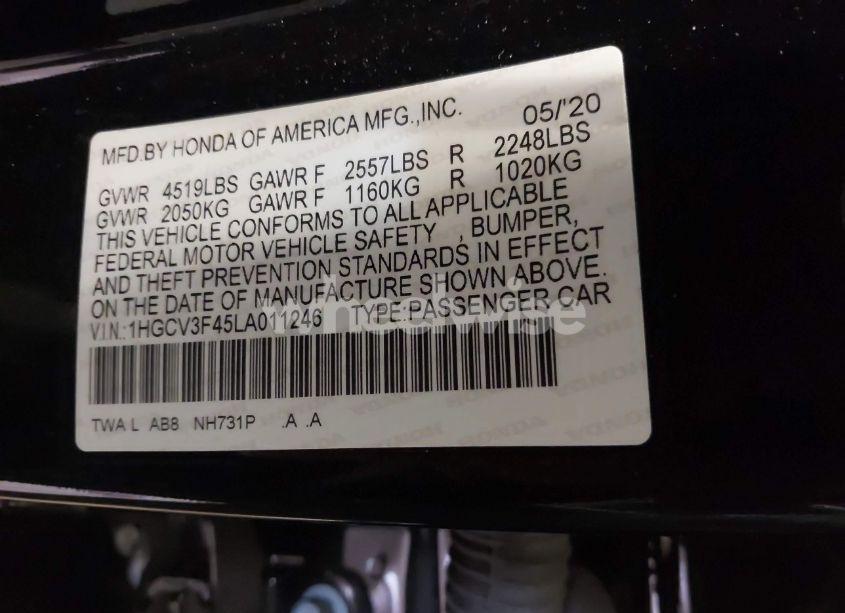 MFD.BY HONDA OF AMERICA MFG.,INC. 05/'20
GVWR 4519LBS GAWR F 2557LBS R 2248LBS
GVWR 2050KG GAWR F 1160KG R 1020KG
THIS VEHICLE CONFORMS TO ALL APPLICABLE
FEDERAL MOTOR VEHICLE SAFETY , BUMPER,
AND THEFT PREVENTION STANDARDS IN EFFECT
ON THE DATE OF MANUFACTURE SHOWN ABOVE.
V.I.N.:1HGCV3F45LA011246 TYPE:PASSENGER CAR
wheelwise
TWA L AB8 NH731P .A .A